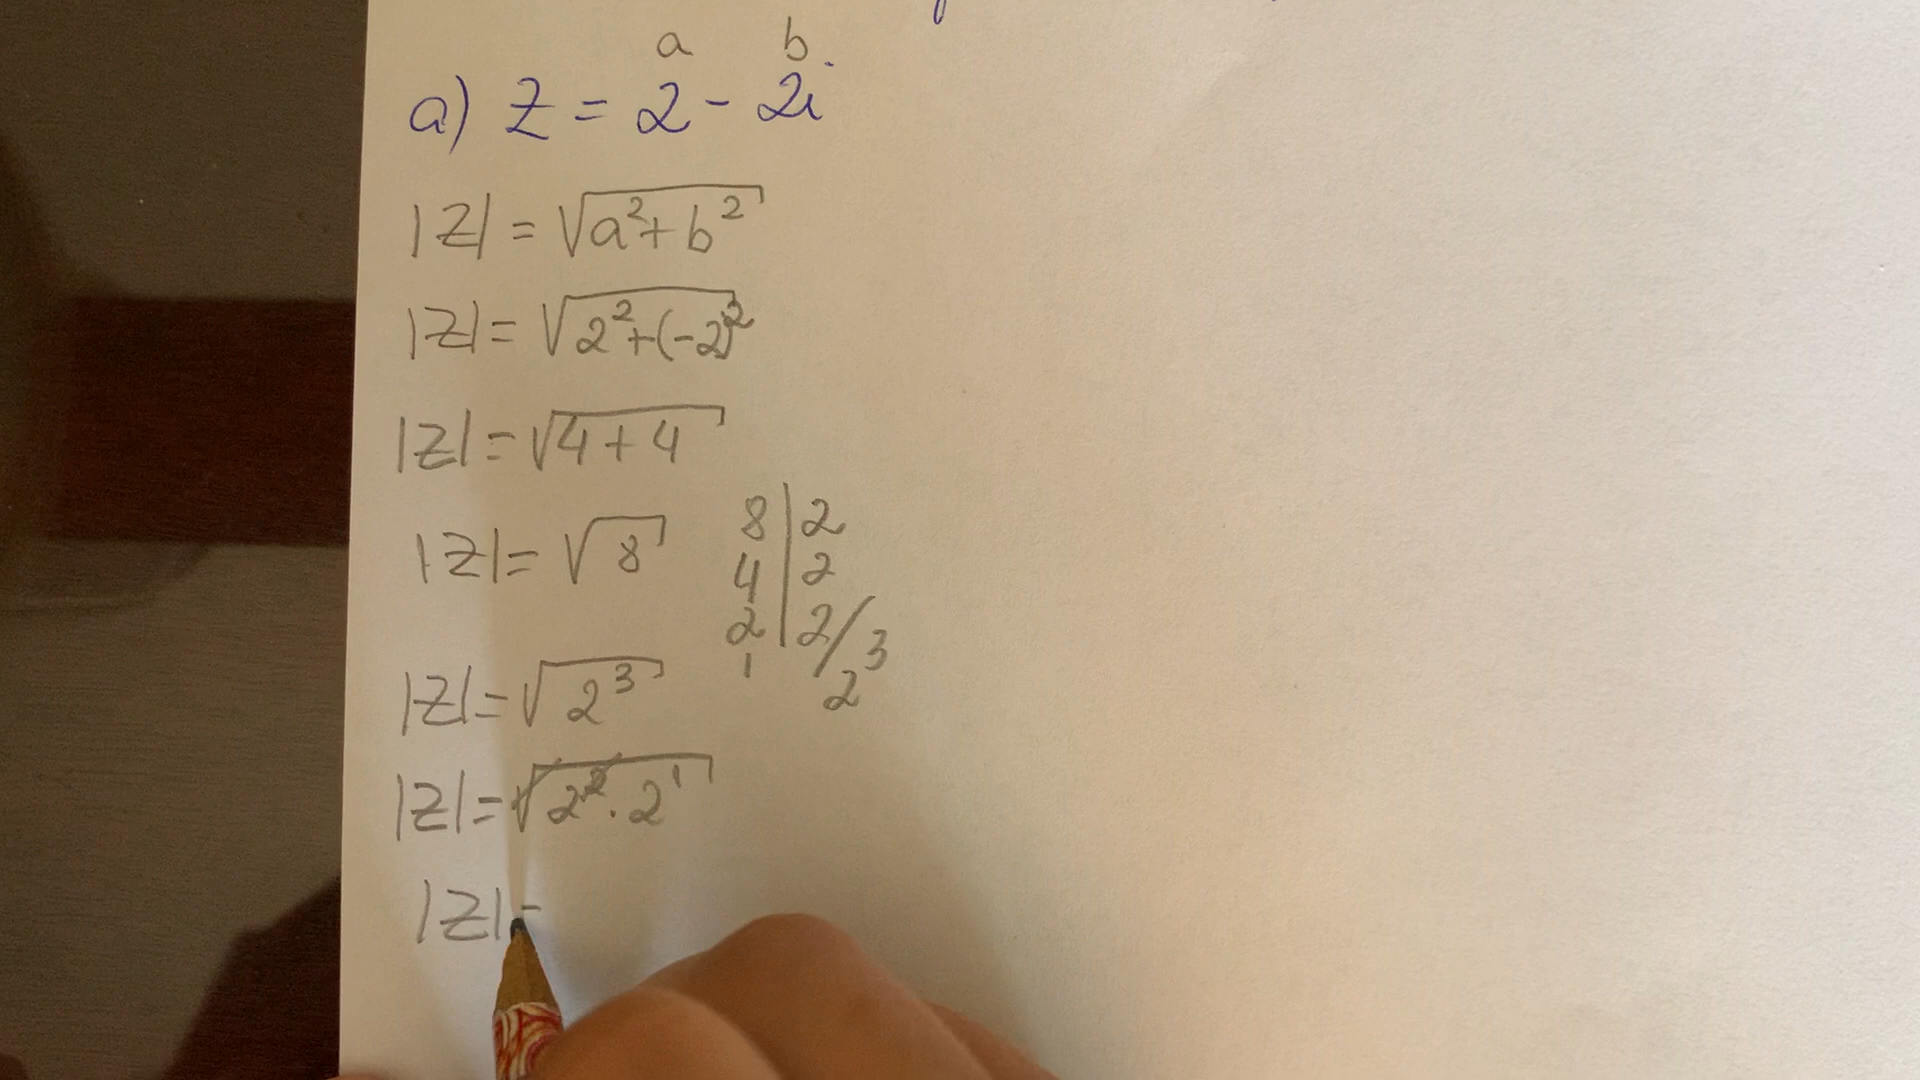 a b
a) z = 2 - 2i
|z| = √a²+b²
|z| = √2²+(-2)²
|z| = √4+4
|z| = √8
8|2
4|2
2|2/
1 2³
|z| = √2³
|z| = √2²·2¹
|z| =